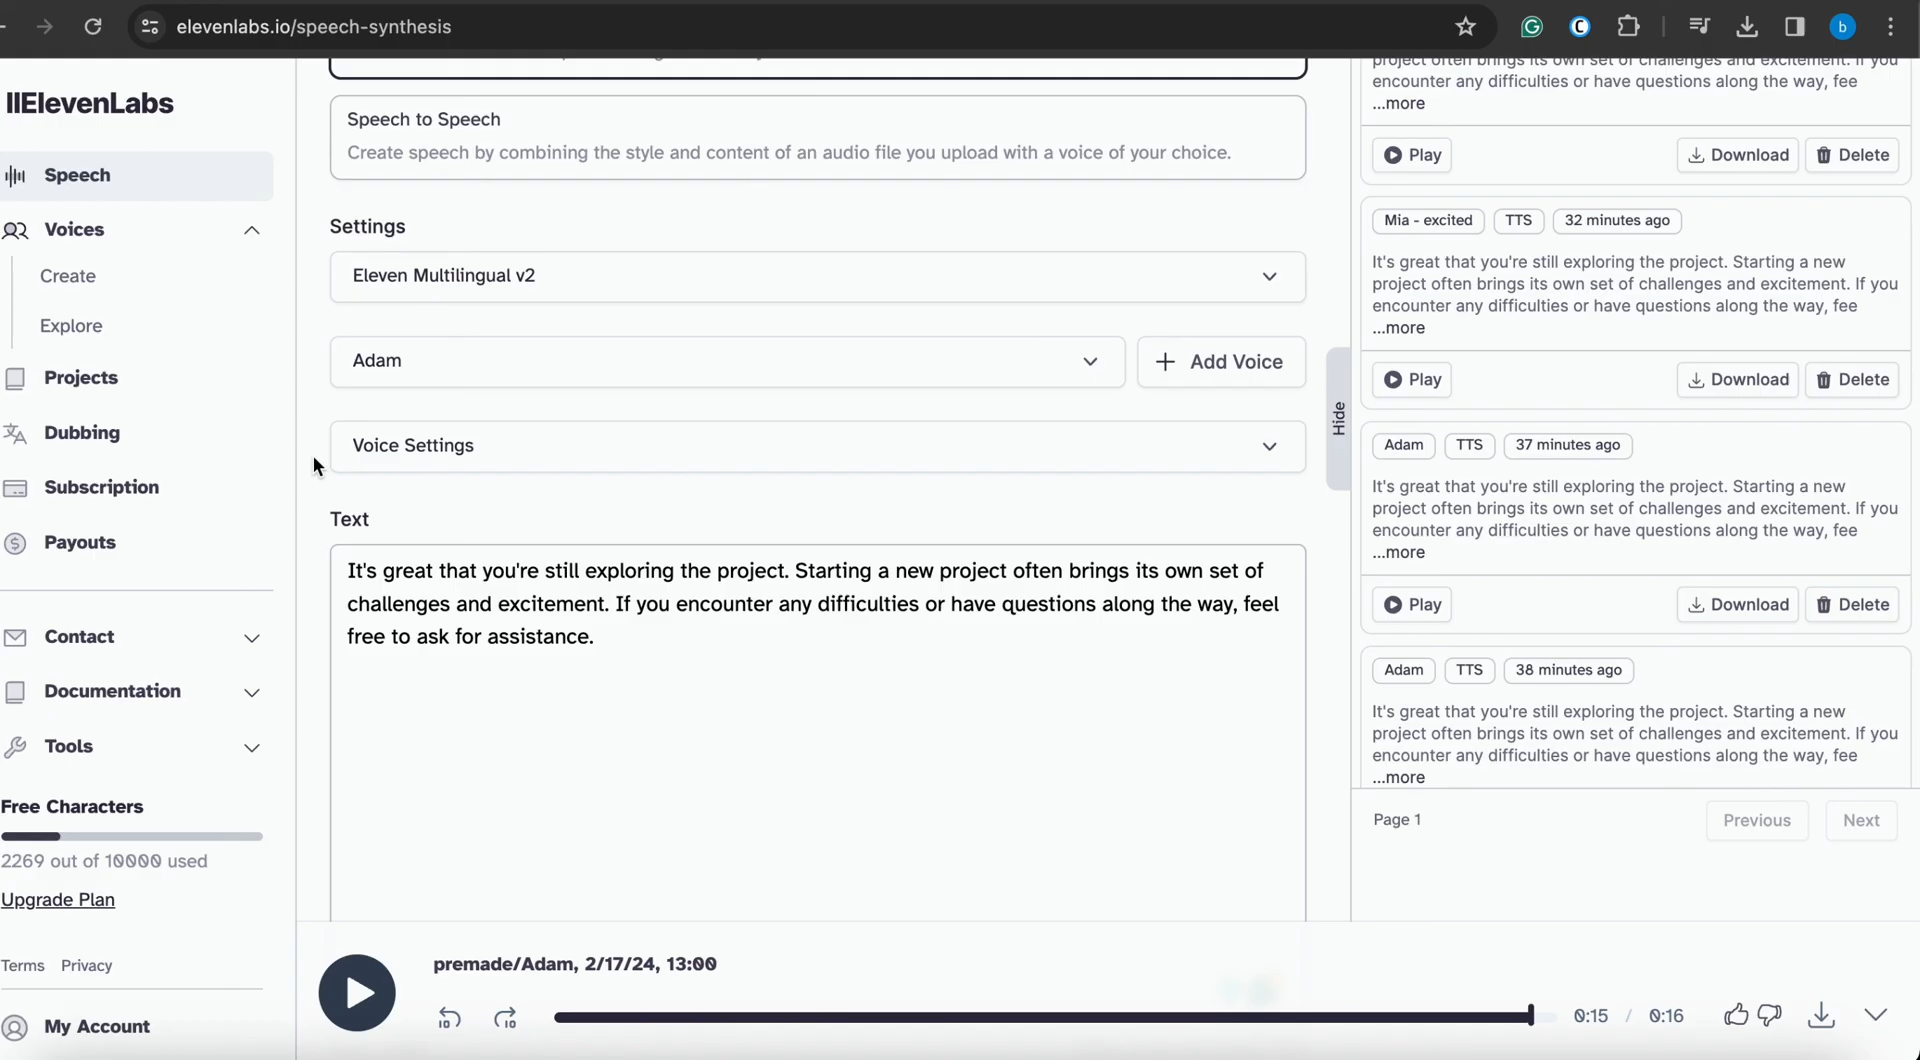 elevenlabs.io/speech-synthesis
b
IIElevenLabs
Speech
Voices
Create
Explore
Projects
Dubbing
Subscription
Payouts
Contact
Documentation
Tools
Free Characters
2269 out of 10000 used
Upgrade Plan
Terms Privacy
My Account
Speech to Speech
Create speech by combining the style and content of an audio file you upload with a voice of your choice.
Settings
Eleven Multilingual v2
Adam
+ Add Voice
Voice Settings
Text
It's great that you're still exploring the project. Starting a new project often brings its own set of
challenges and excitement. If you encounter any difficulties or have questions along the way, feel
free to ask for assistance.
Hide
project often brings its own set of challenges and excitement. If you
encounter any difficulties or have questions along the way, fee
...more
Play Download Delete
Mia - excited TTS 32 minutes ago
It's great that you're still exploring the project. Starting a new
project often brings its own set of challenges and excitement. If you
encounter any difficulties or have questions along the way, fee
...more
Play Download Delete
Adam TTS 37 minutes ago
It's great that you're still exploring the project. Starting a new
project often brings its own set of challenges and excitement. If you
encounter any difficulties or have questions along the way, fee
...more
Play Download Delete
Adam TTS 38 minutes ago
It's great that you're still exploring the project. Starting a new
project often brings its own set of challenges and excitement. If you
encounter any difficulties or have questions along the way, fee
...more
Page 1 Previous Next
premade/Adam, 2/17/24, 13:00
10 10 0:15 / 0:16